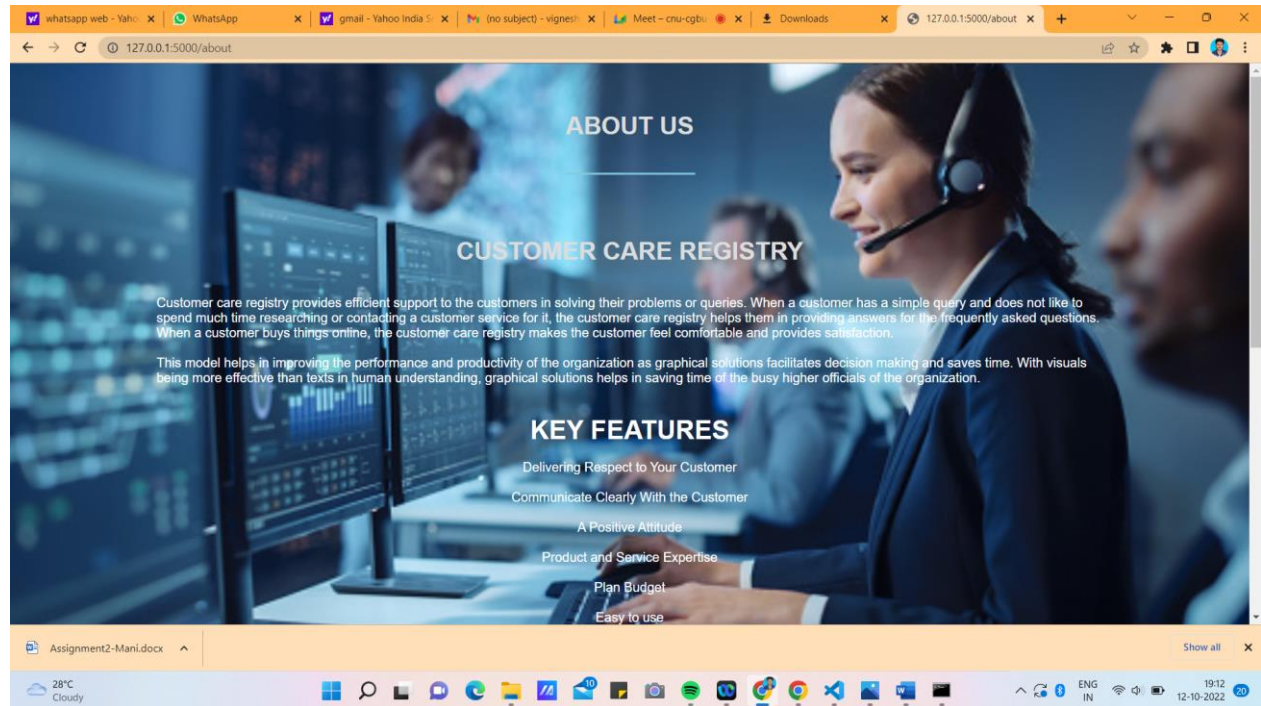 whatsapp web - Yaho
WhatsApp
gmail - Yahoo India S
(no subject) - vignesh
Meet – cnu-cgbu
Downloads
127.0.0.1:5000/about
127.0.0.1:5000/about
ABOUT US
CUSTOMER CARE REGISTRY
Customer care registry provides efficient support to the customers in solving their problems or queries. When a customer has a simple query and does not like to
spend much time researching or contacting a customer service for it, the customer care registry helps them in providing answers for the frequently asked questions.
When a customer buys things online, the customer care registry makes the customer feel comfortable and provides satisfaction.
This model helps in improving the performance and productivity of the organization as graphical solutions facilitates decision making and saves time. With visuals
being more effective than texts in human understanding, graphical solutions helps in saving time of the busy higher officials of the organization.
KEY FEATURES
Delivering Respect to Your Customer
Communicate Clearly With the Customer
A Positive Attitude
Product and Service Expertise
Plan Budget
Easy to use
Assignment2-Mani.docx
Show all
28°C
Cloudy
10
ENG
IN
19:12
12-10-2022
20